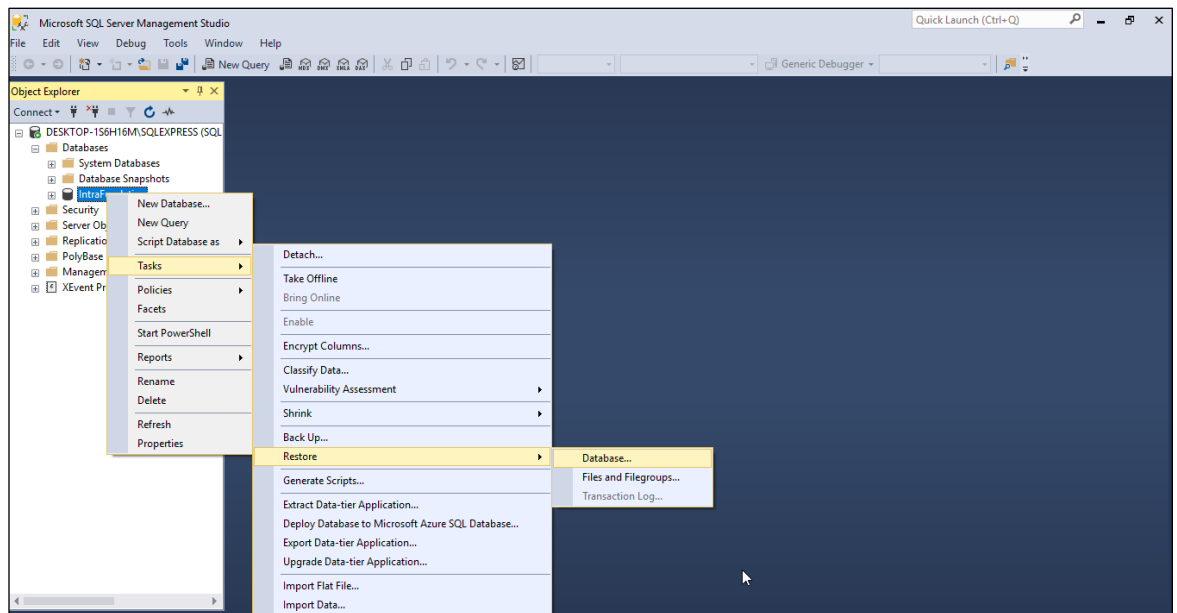 Microsoft SQL Server Management Studio
Quick Launch (Ctrl+Q)
File Edit View Debug Tools Window Help
New Query
Generic Debugger
Object Explorer
Connect
DESKTOP-1S6H16M\SQLEXPRESS (SQL
Databases
System Databases
Database Snapshots
Security
Server Ob
Replicatio
PolyBase
Managem
XEvent Pr
New Database...
New Query
Script Database as
Tasks
Policies
Facets
Start PowerShell
Reports
Rename
Delete
Refresh
Properties
Detach...
Take Offline
Bring Online
Enable
Encrypt Columns...
Classify Data...
Vulnerability Assessment
Shrink
Back Up...
Restore
Generate Scripts...
Extract Data-tier Application...
Deploy Database to Microsoft Azure SQL Database...
Export Data-tier Application...
Upgrade Data-tier Application...
Import Flat File...
Import Data...
Database...
Files and Filegroups...
Transaction Log...